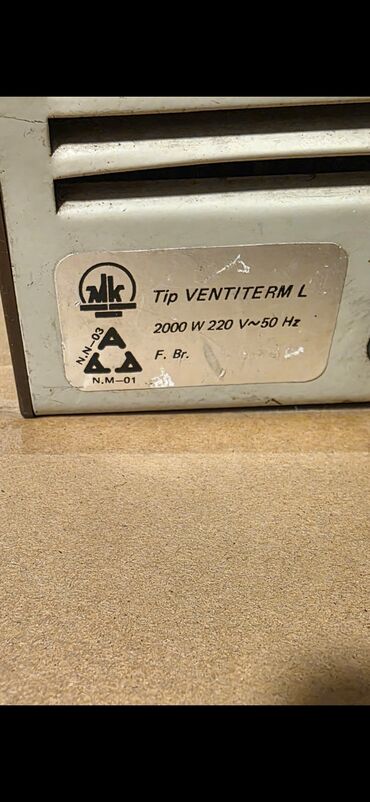 Tip VENTITERM L
2000 W 220 V~50 Hz
F. Br.
N.N-03
A
N.M-01